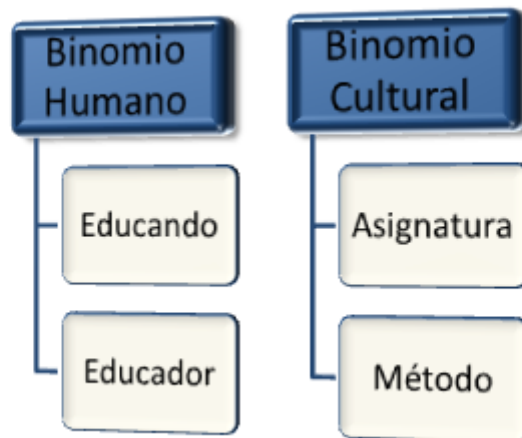 Binomio
Humano
Educando
Educador
Binomio
Cultural
Asignatura
Método